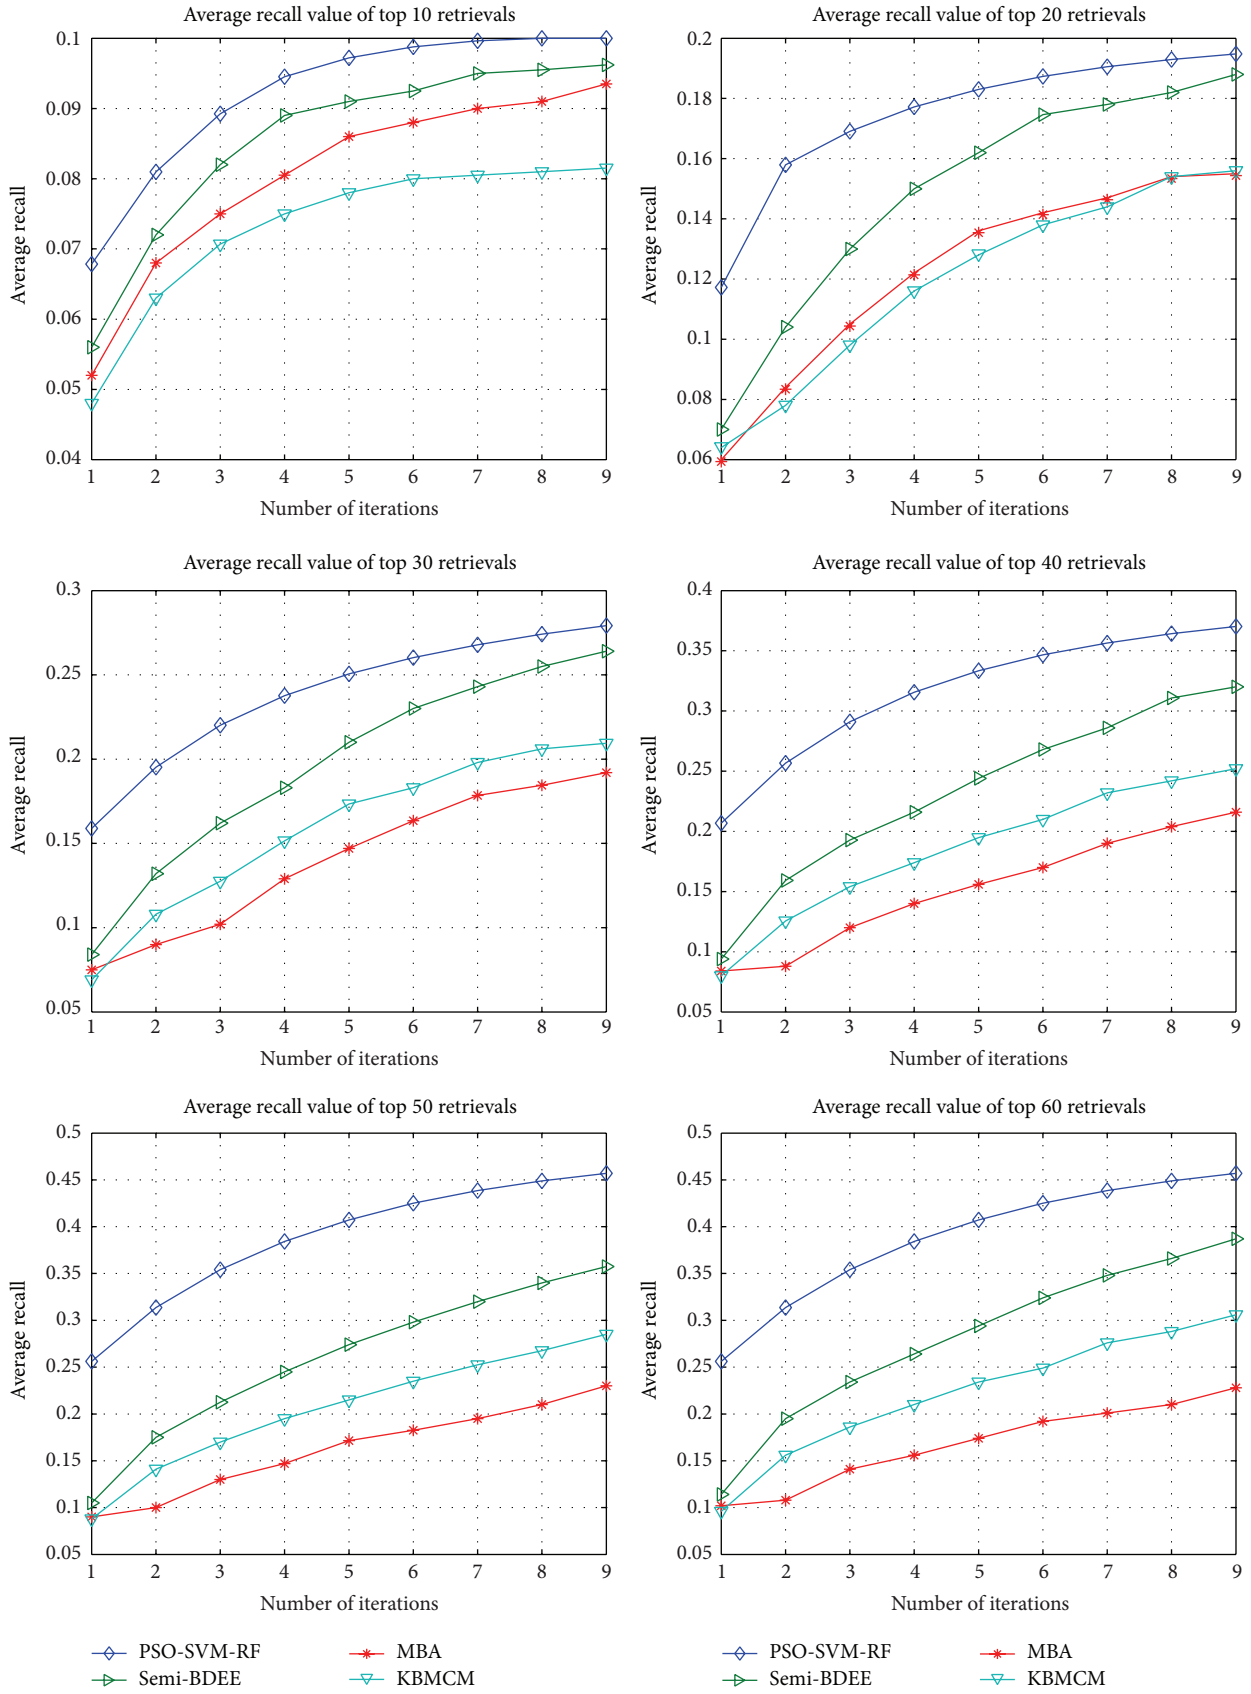 Average recall value of top 10 retrievals
0.1
0.09
0.08
0.07
0.06
0.05
0.04
Average recall
1 2 3 4 5 6 7 8 9
Number of iterations
Average recall value of top 20 retrievals
0.2
0.18
0.16
0.14
0.12
0.1
0.08
0.06
Average recall
1 2 3 4 5 6 7 8 9
Number of iterations
Average recall value of top 30 retrievals
0.3
0.25
0.2
0.15
0.1
0.05
Average recall
1 2 3 4 5 6 7 8 9
Number of iterations
Average recall value of top 40 retrievals
0.4
0.35
0.3
0.25
0.2
0.15
0.1
0.05
Average recall
1 2 3 4 5 6 7 8 9
Number of iterations
Average recall value of top 50 retrievals
0.5
0.45
0.4
0.35
0.3
0.25
0.2
0.15
0.1
0.05
Average recall
1 2 3 4 5 6 7 8 9
Number of iterations
Average recall value of top 60 retrievals
0.5
0.45
0.4
0.35
0.3
0.25
0.2
0.15
0.1
0.05
Average recall
1 2 3 4 5 6 7 8 9
Number of iterations
PSO-SVM-RF
Semi-BDEE
MBA
KBMCM
PSO-SVM-RF
Semi-BDEE
MBA
KBMCM